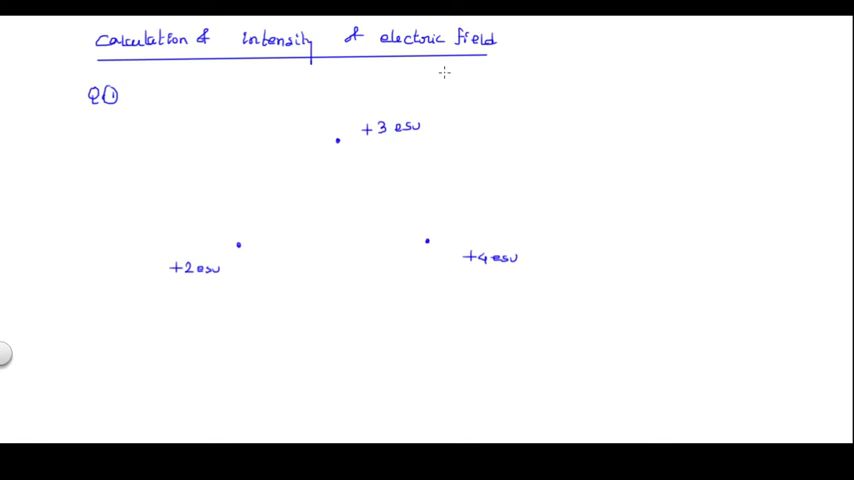 Calculation of intensity of electric field
Q①
+3 esu
+2 esu
+4 esu